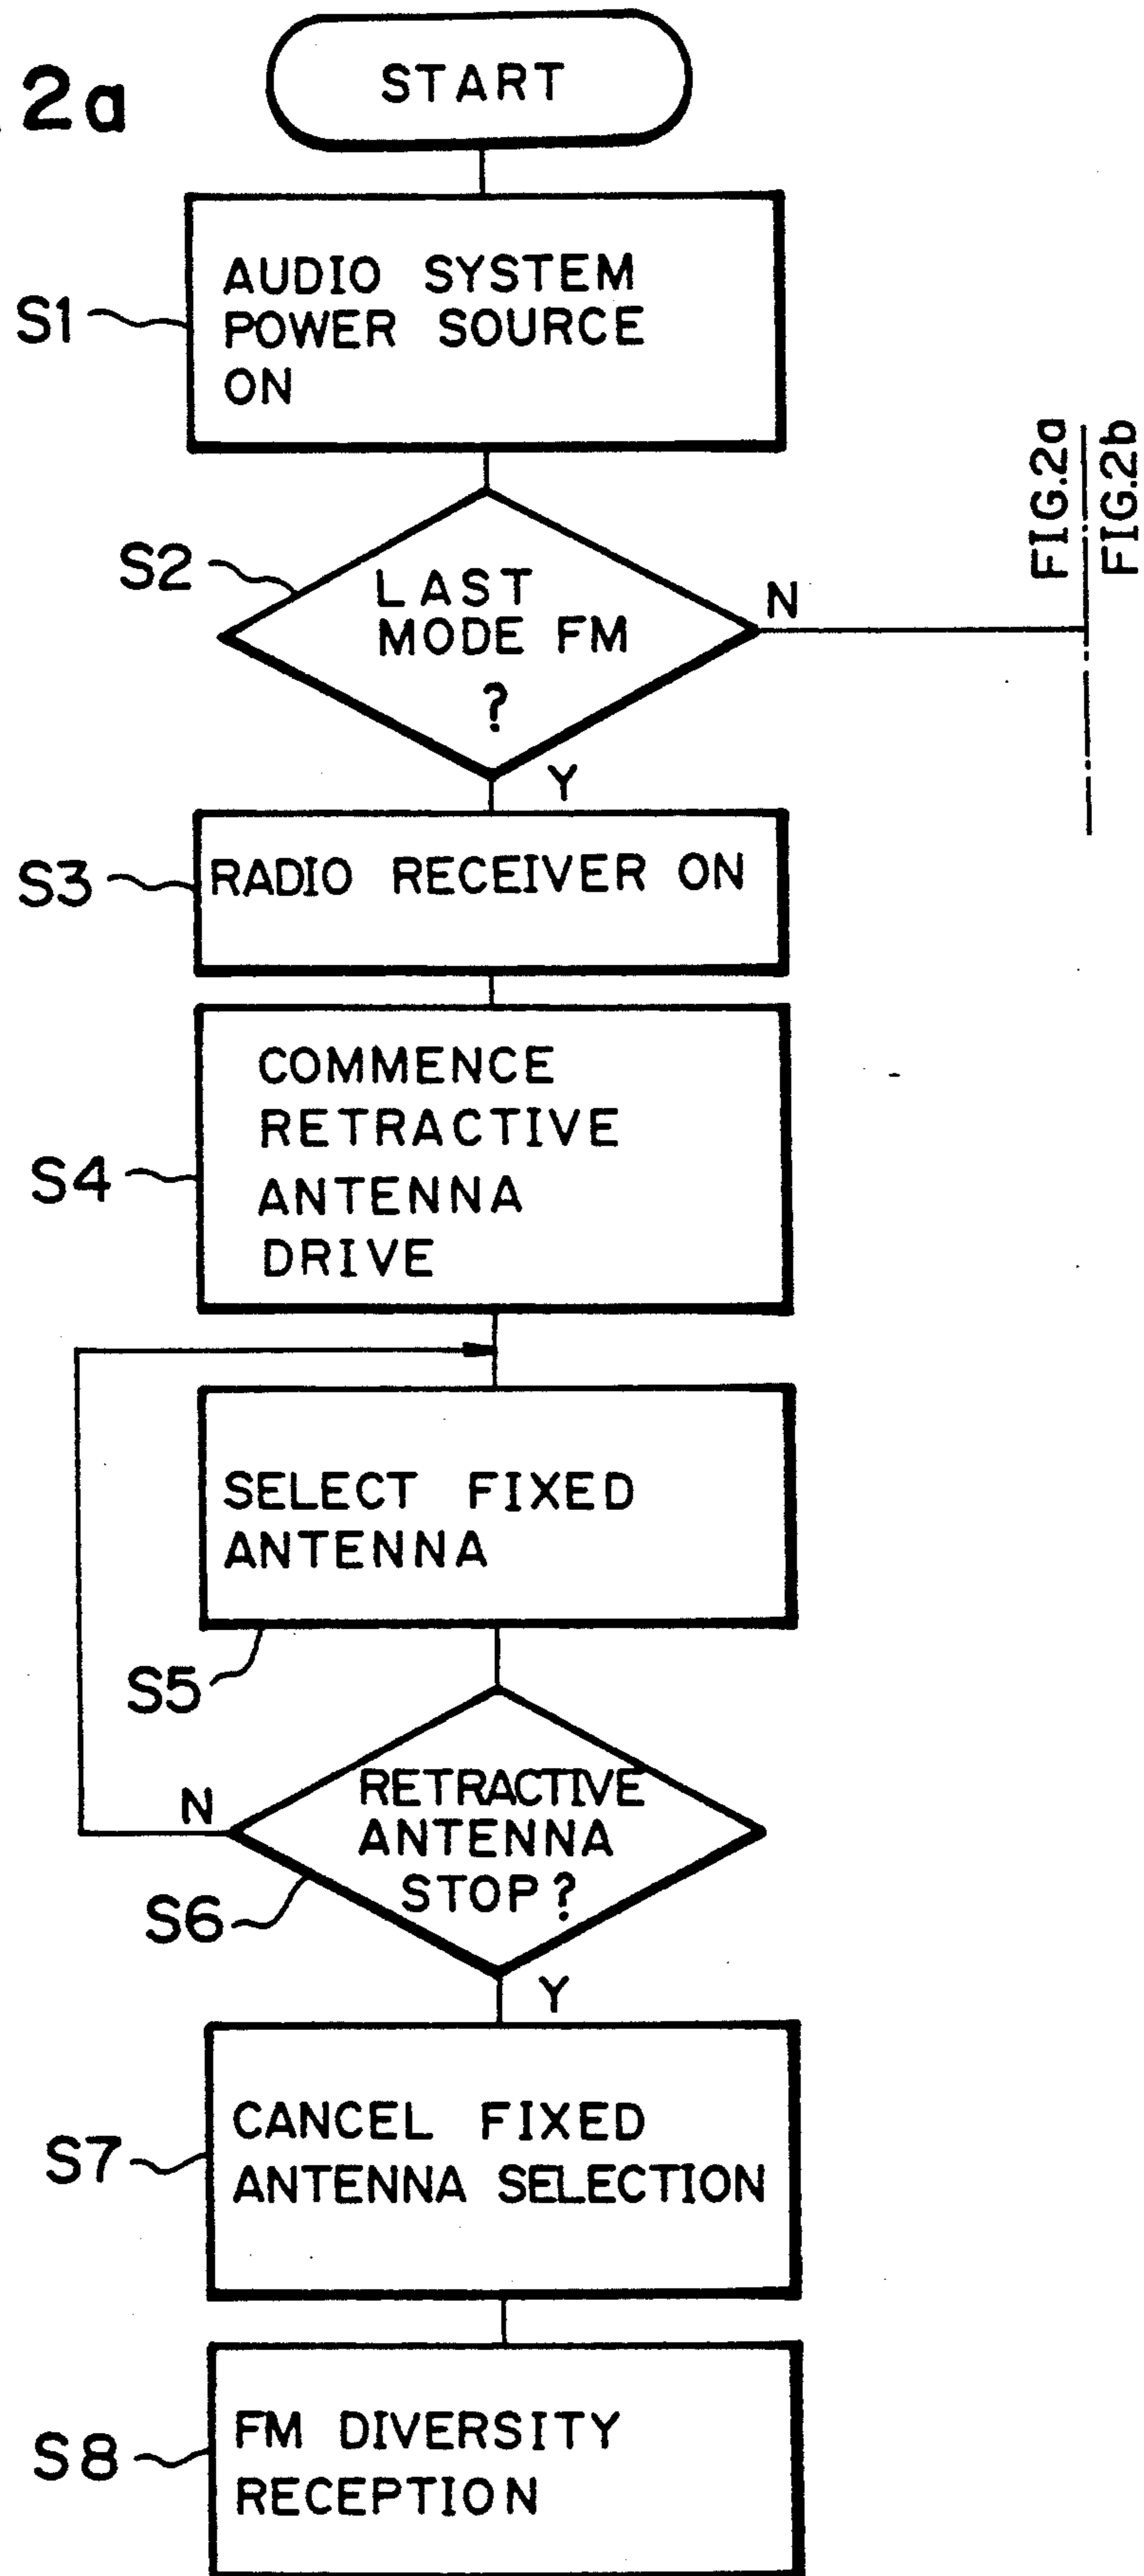 2a
START
S1
AUDIO SYSTEM
POWER SOURCE
ON
FIG.2a
FIG.2b
S2
LAST
MODE FM
?
N
Y
S3
RADIO RECEIVER ON
S4
COMMENCE
RETRACTIVE
ANTENNA
DRIVE
SELECT FIXED
ANTENNA
S5
N
RETRACTIVE
ANTENNA
STOP?
S6
Y
S7
CANCEL FIXED
ANTENNA SELECTION
S8
FM DIVERSITY
RECEPTION